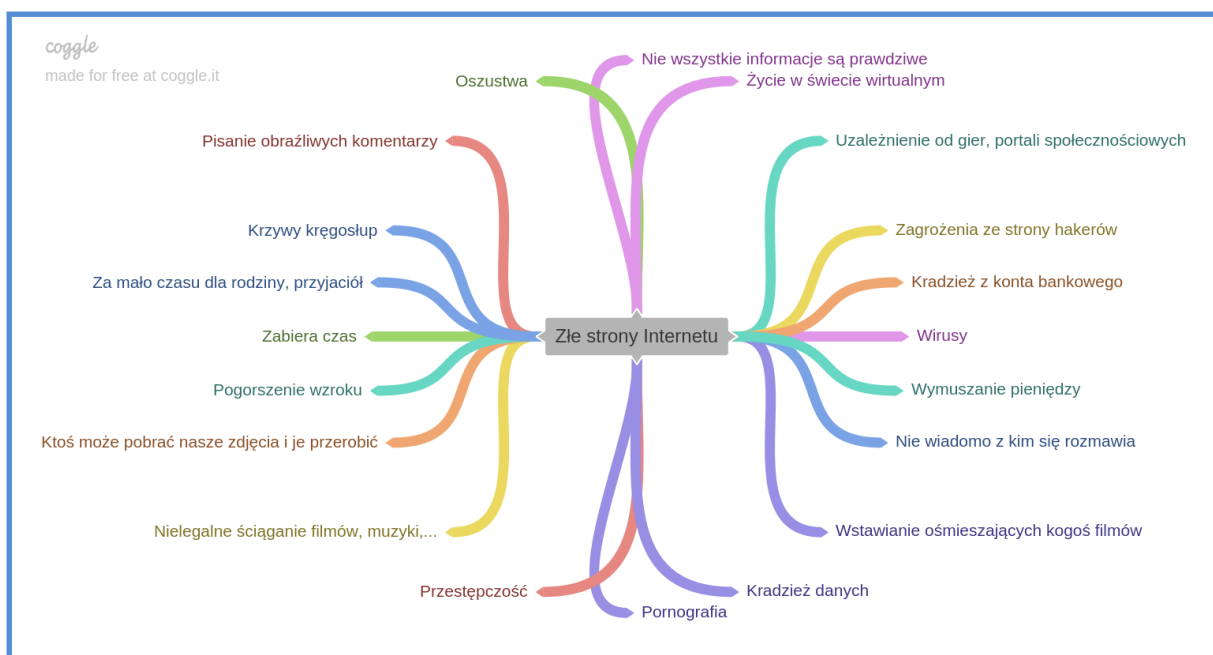 coggle
made for free at coggle.it
Nie wszystkie informacje są prawdziwe
Oszustwa
Życie w świecie wirtualnym
Pisanie obraźliwych komentarzy
Uzależnienie od gier, portali społecznościowych
Krzywy kręgosłup
Zagrożenia ze strony hakerów
Za mało czasu dla rodziny, przyjaciół
Kradzież z konta bankowego
Zabiera czas
Złe strony Internetu
Wirusy
Pogorszenie wzroku
Wymuszanie pieniędzy
Ktoś może pobrać nasze zdjęcia i je przerobić
Nie wiadomo z kim się rozmawia
Nielegalne ściąganie filmów, muzyki,...
Wstawianie ośmieszających kogoś filmów
Przestępczość
Kradzież danych
Pornografia